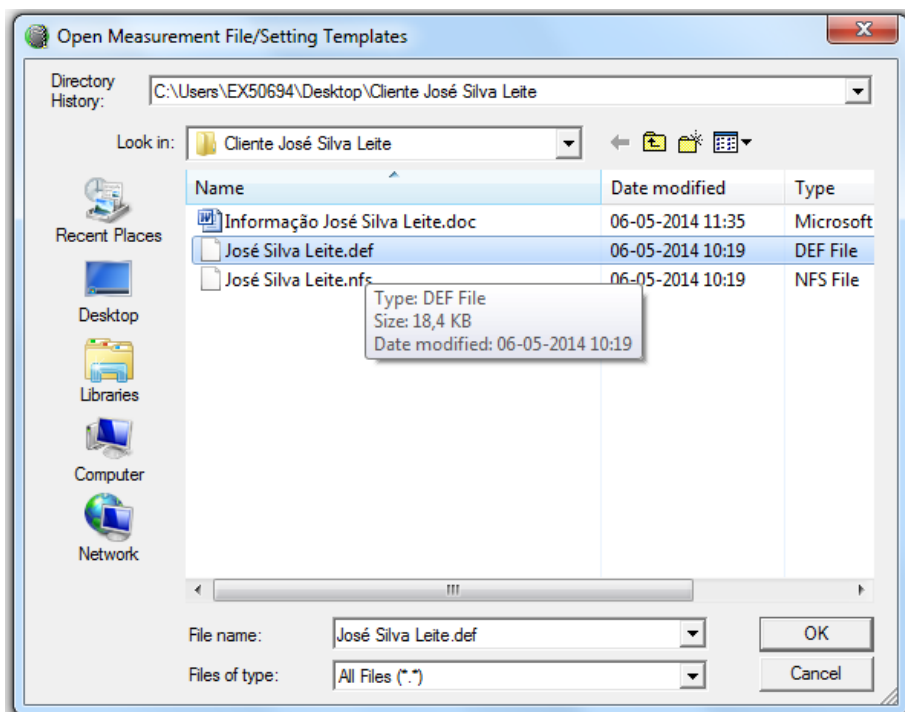 Open Measurement File/Setting Templates
Directory History: C:\Users\EX50694\Desktop\Cliente José Silva Leite
Look in: Cliente José Silva Leite
Name Date modified Type
Informação José Silva Leite.doc 06-05-2014 11:35 Microsoft
José Silva Leite.def 06-05-2014 10:19 DEF File
José Silva Leite.nfs 06-05-2014 10:19 NFS File
Type: DEF File
Size: 18,4 KB
Date modified: 06-05-2014 10:19
Recent Places
Desktop
Libraries
Computer
Network
File name: José Silva Leite.def OK
Files of type: All Files (*.*) Cancel